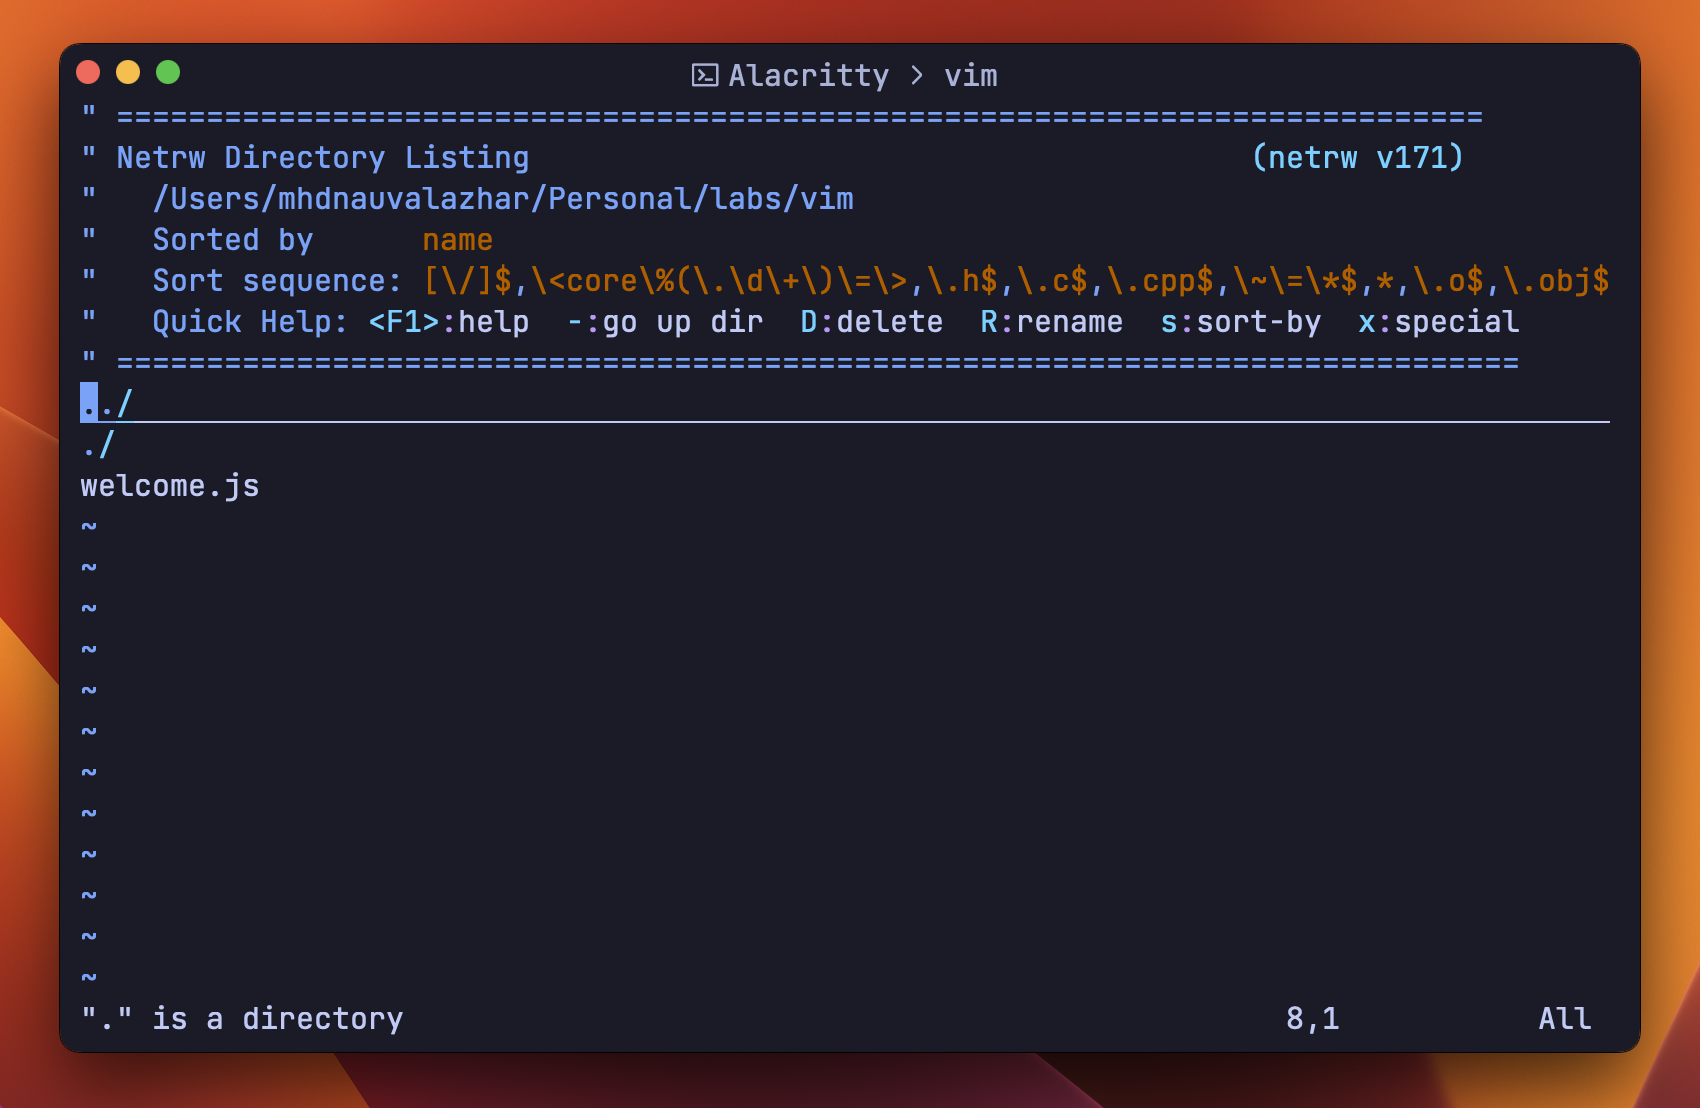 Alacritty > vim
" ============================================================================
" Netrw Directory Listing                                        (netrw v171)
"   /Users/mhdnauvalazhar/Personal/labs/vim
"   Sorted by      name
"   Sort sequence: [\/]$,\<core\%(\.\d\+\)\=\>,\.h$,\.c$,\.cpp$,\~\=\*$,*,\.o$,\.obj$
"   Quick Help: <F1>:help  -:go up dir  D:delete  R:rename  s:sort-by  x:special
" ==============================================================================
../
./
welcome.js
~
~
~
~
~
~
~
~
~
~
~
~
"." is a directory                                                 8,1           All